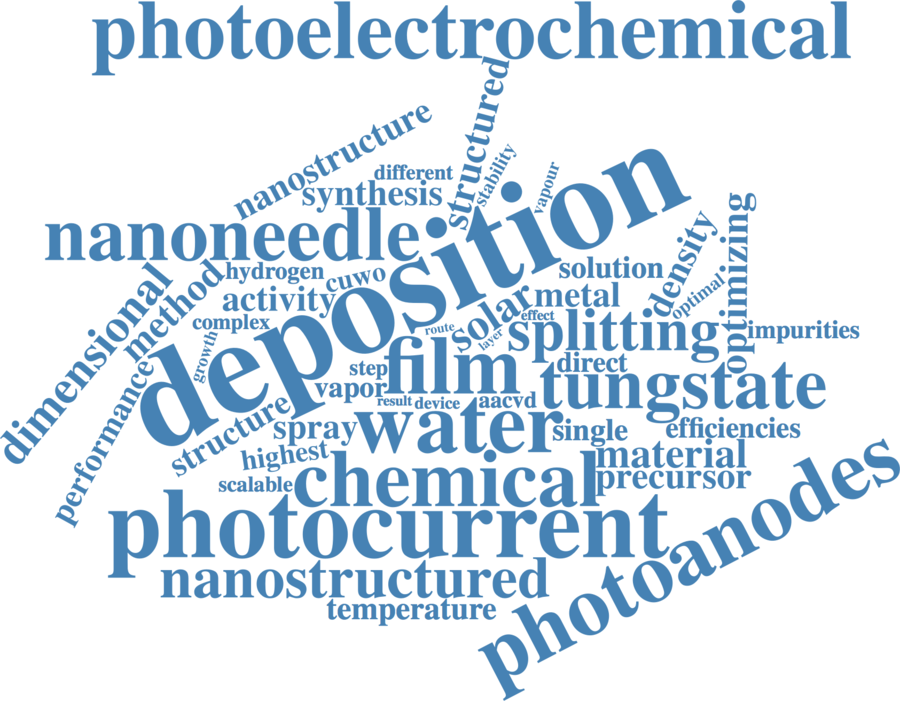 photoelectrochemical
structured
nanostructure
stability
different
vapour
synthesis
deposition
nanoneedle
density
optimizing
hydrogen
cuwo
solution
dimensional
method
activity
solar
metal
optimal
complex
route
effect
layer
splitting
impurities
growth
film
step
direct
performance
vapor
result
device
aacvd
tungstate
structure
spray
water
single
efficiencies
highest
material
scalable
chemical
precursor
photocurrent
photoanodes
nanostructured
temperature